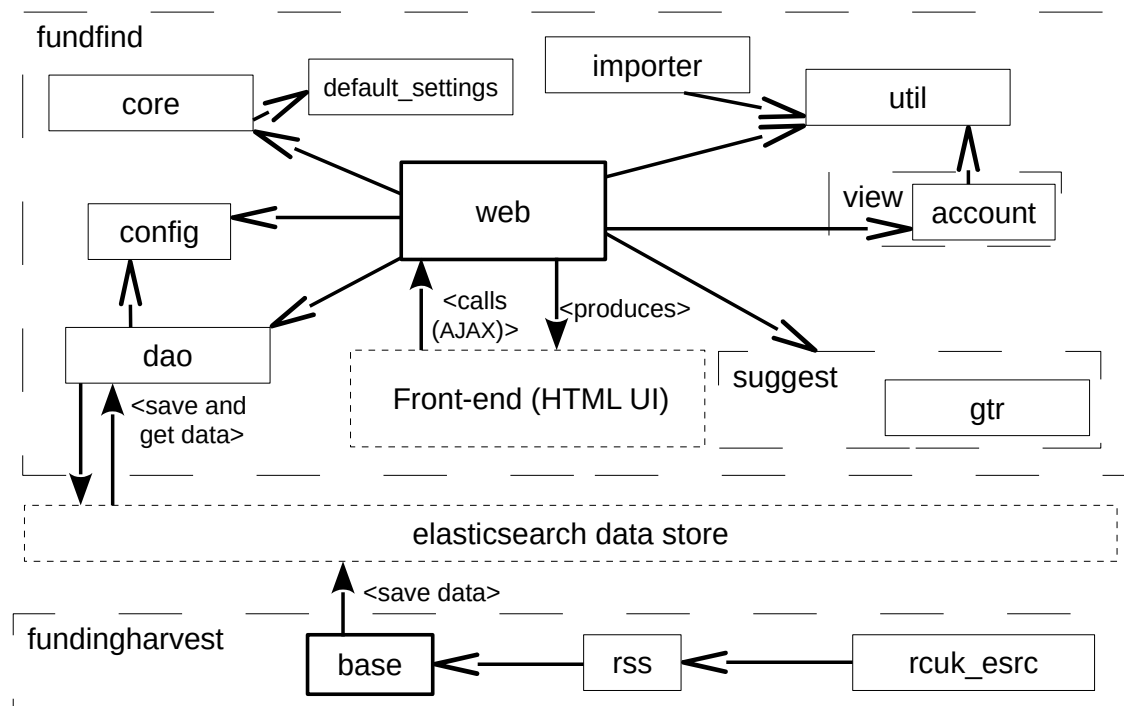 fundfind
importer
core
default_settings
util
web
view
account
config
<calls
(AJAX)>
<produces>
dao
<save and
get data>
Front-end (HTML UI)
suggest
gtr
elasticsearch data store
<save data>
fundingharvest
base
rss
rcuk_esrc